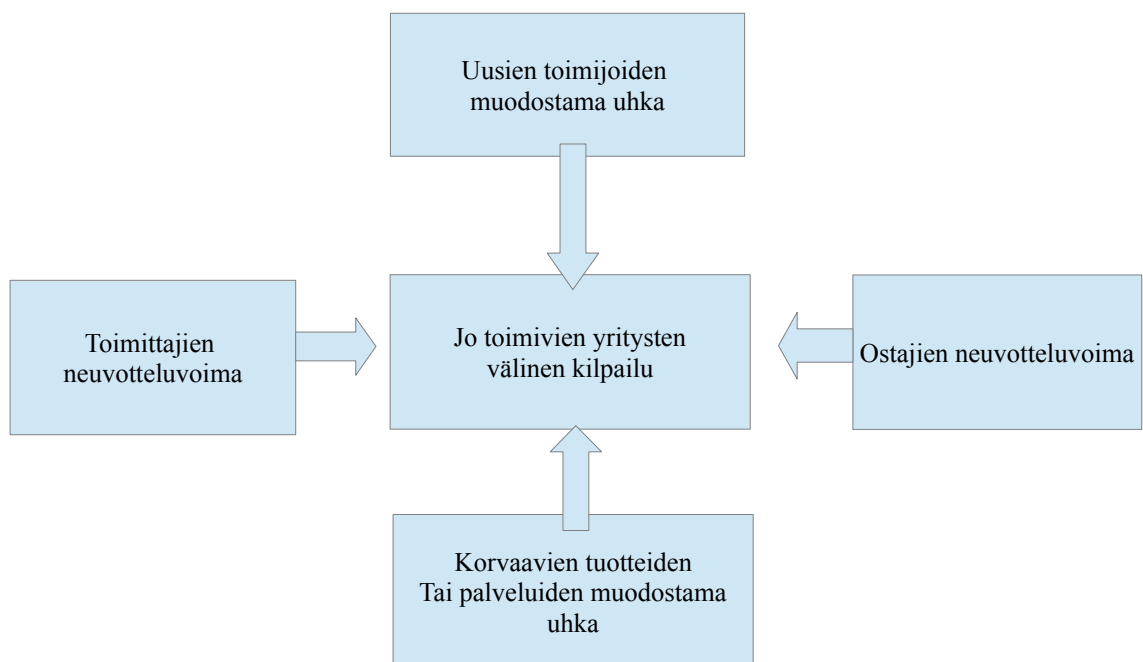 Uusien toimijoiden
muodostama uhka
Toimittajien
neuvotteluvoima
Jo toimivien yritysten
välinen kilpailu
Ostajien neuvotteluvoima
Korvaavien tuotteiden
Tai palveluiden muodostama
uhka